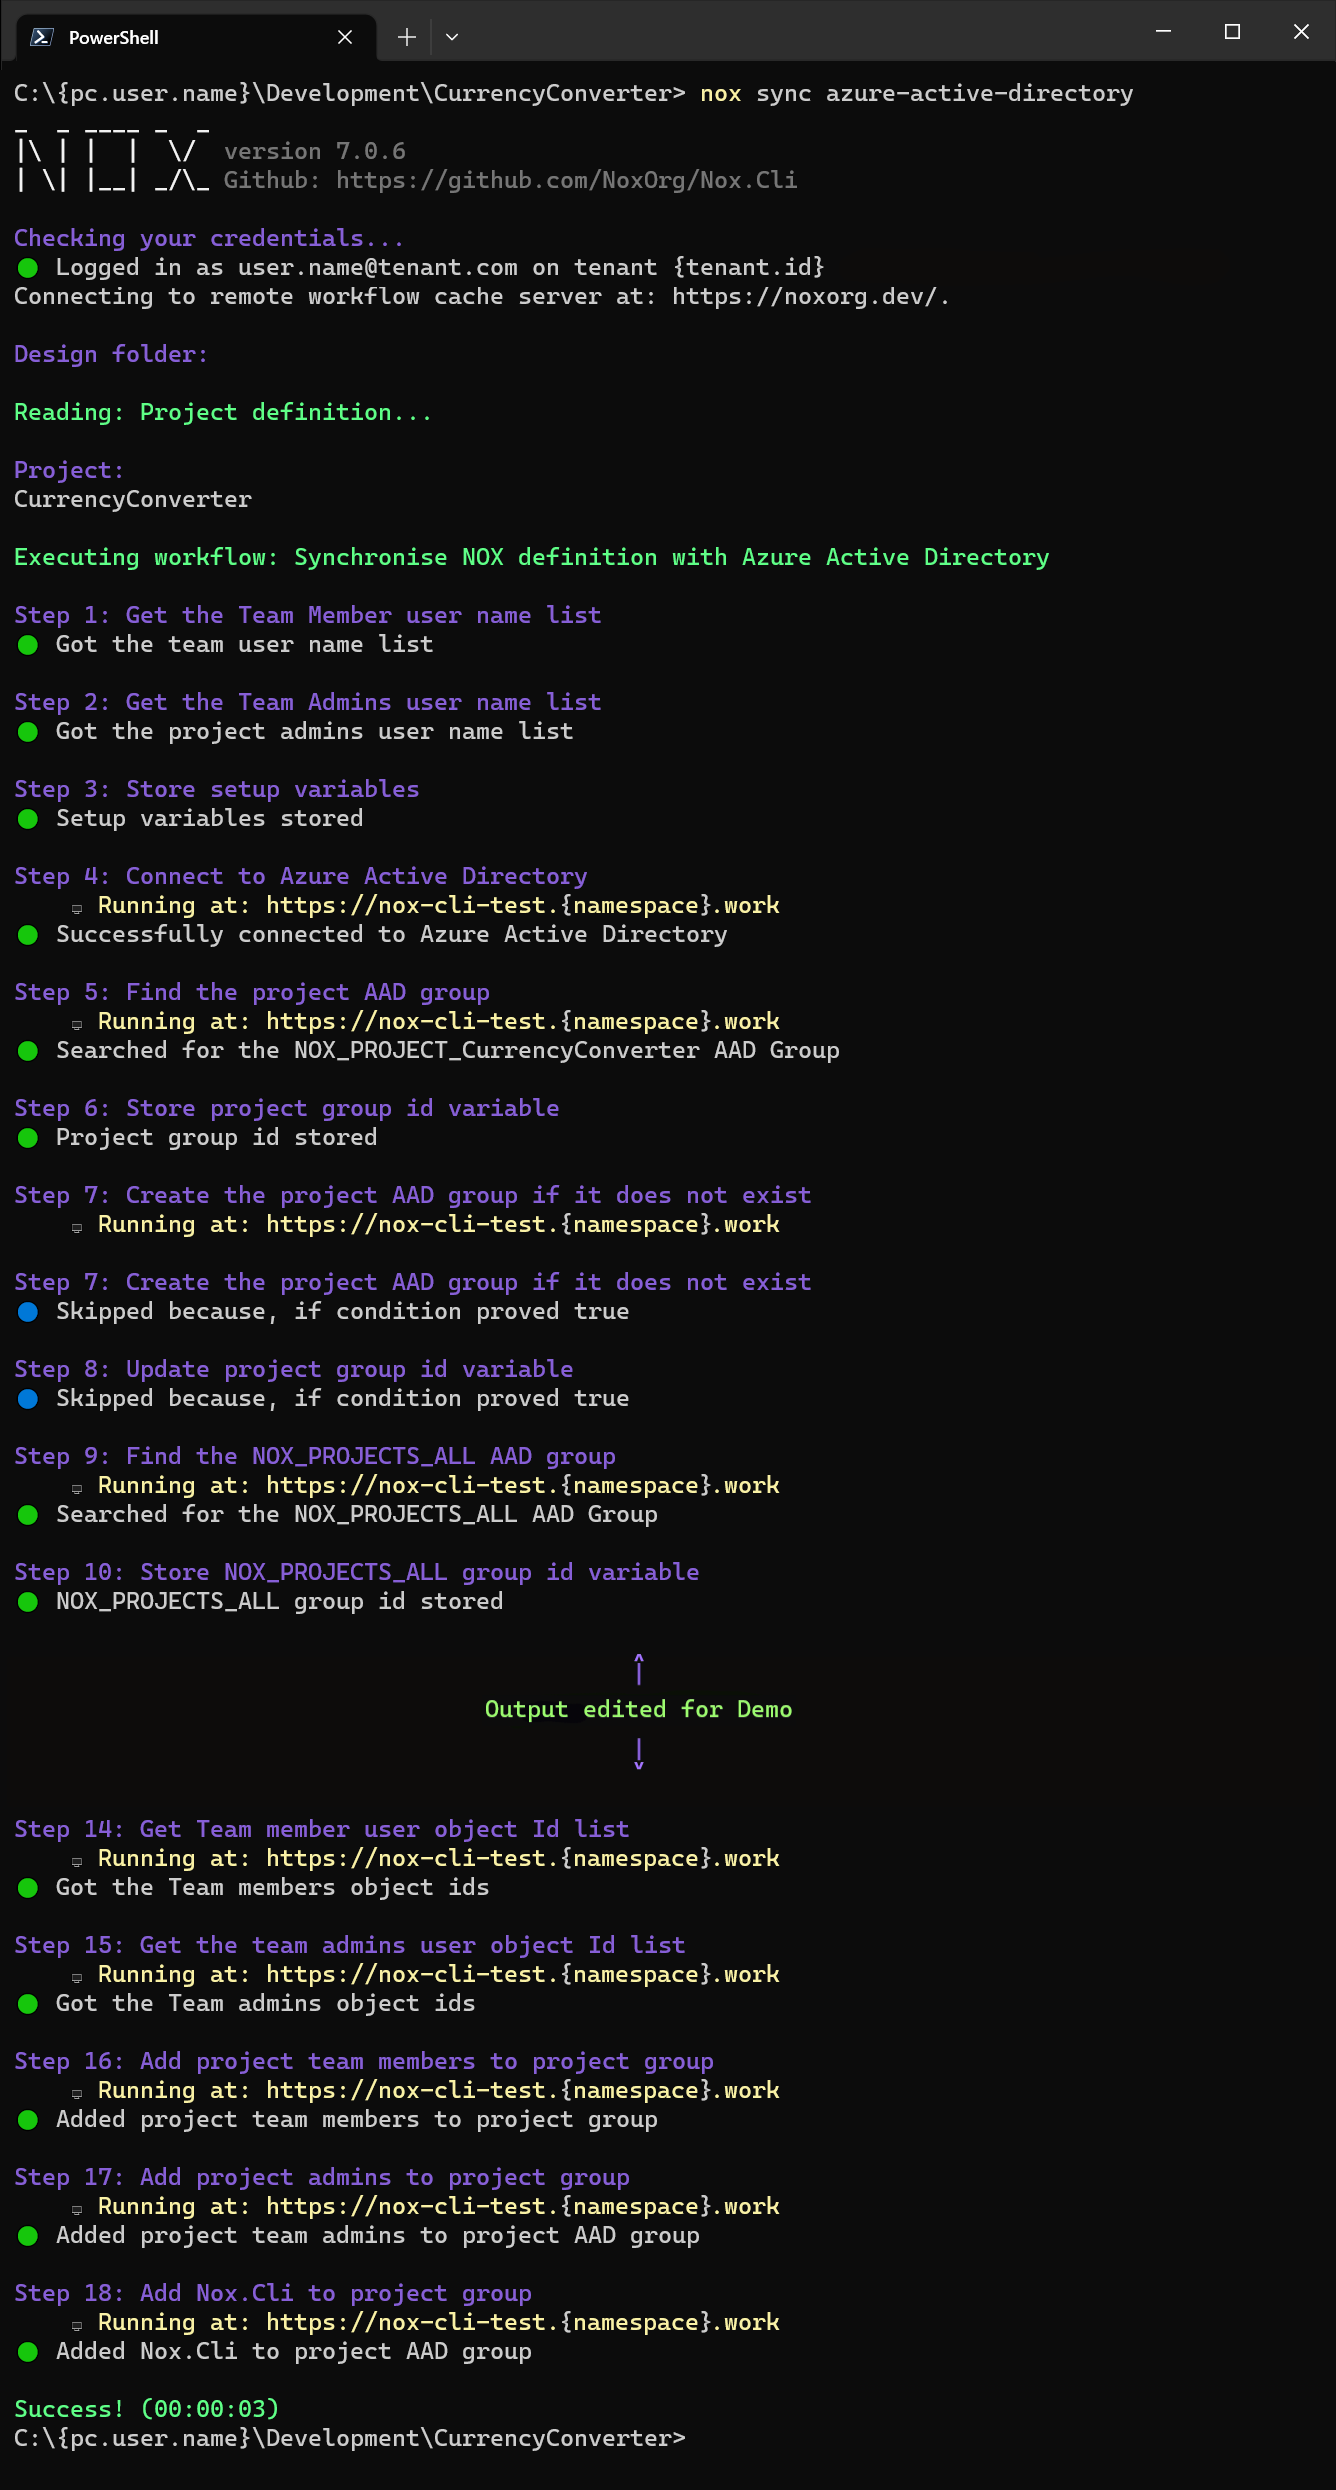 PowerShell
C:\{pc.user.name}\Development\CurrencyConverter> nox sync azure-active-directory
_  _ ____ _  _
|\ | |  |  \/  version 7.0.6
| \| |__| _/\_ Github: https://github.com/NoxOrg/Nox.Cli
Checking your credentials...
Logged in as user.name@tenant.com on tenant {tenant.id}
Connecting to remote workflow cache server at: https://noxorg.dev/.
Design folder:
Reading: Project definition...
Project:
CurrencyConverter
Executing workflow: Synchronise NOX definition with Azure Active Directory
Step 1: Get the Team Member user name list
Got the team user name list
Step 2: Get the Team Admins user name list
Got the project admins user name list
Step 3: Store setup variables
Setup variables stored
Step 4: Connect to Azure Active Directory
Running at: https://nox-cli-test.{namespace}.work
Successfully connected to Azure Active Directory
Step 5: Find the project AAD group
Running at: https://nox-cli-test.{namespace}.work
Searched for the NOX_PROJECT_CurrencyConverter AAD Group
Step 6: Store project group id variable
Project group id stored
Step 7: Create the project AAD group if it does not exist
Running at: https://nox-cli-test.{namespace}.work
Step 7: Create the project AAD group if it does not exist
Skipped because, if condition proved true
Step 8: Update project group id variable
Skipped because, if condition proved true
Step 9: Find the NOX_PROJECTS_ALL AAD group
Running at: https://nox-cli-test.{namespace}.work
Searched for the NOX_PROJECTS_ALL AAD Group
Step 10: Store NOX_PROJECTS_ALL group id variable
NOX_PROJECTS_ALL group id stored
Output edited for Demo
Step 14: Get Team member user object Id list
Running at: https://nox-cli-test.{namespace}.work
Got the Team members object ids
Step 15: Get the team admins user object Id list
Running at: https://nox-cli-test.{namespace}.work
Got the Team admins object ids
Step 16: Add project team members to project group
Running at: https://nox-cli-test.{namespace}.work
Added project team members to project group
Step 17: Add project admins to project group
Running at: https://nox-cli-test.{namespace}.work
Added project team admins to project AAD group
Step 18: Add Nox.Cli to project group
Running at: https://nox-cli-test.{namespace}.work
Added Nox.Cli to project AAD group
Success! (00:00:03)
C:\{pc.user.name}\Development\CurrencyConverter>